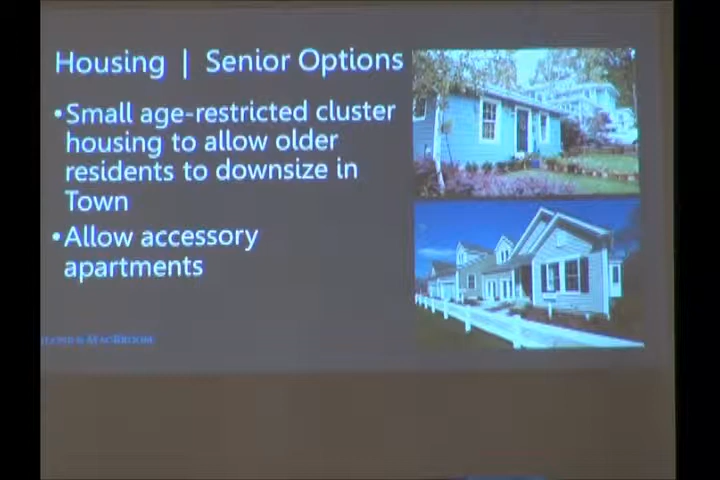 Housing | Senior Options
•Small age-restricted cluster
housing to allow older
residents to downsize in
Town
•Allow accessory
apartments
& MACBROOM